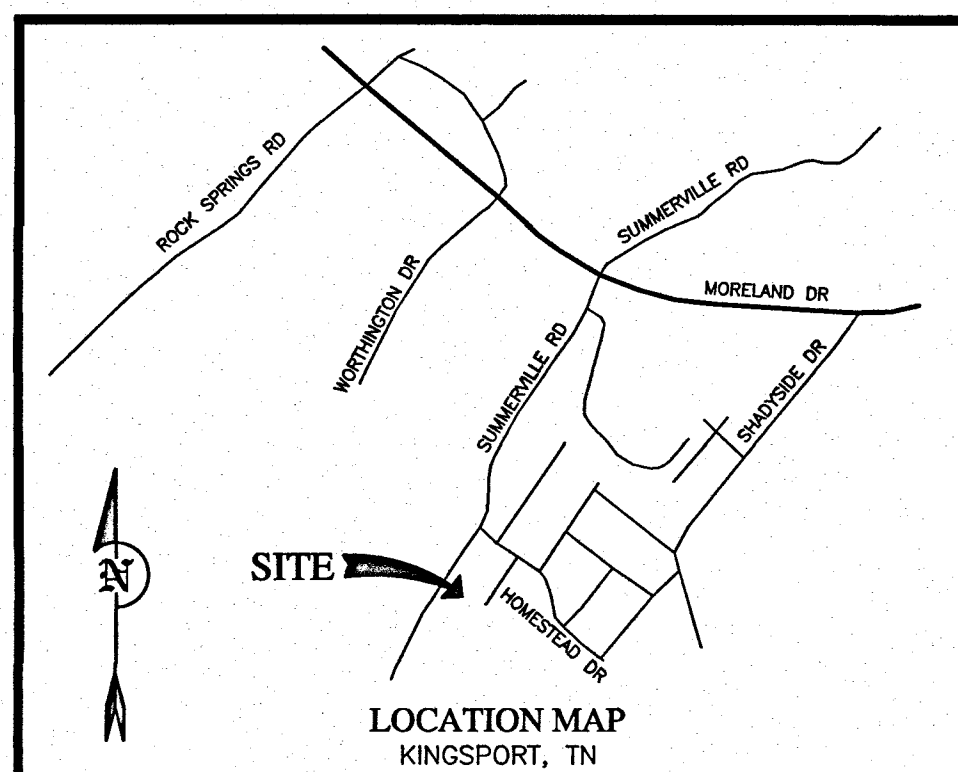 ROCK SPRINGS RD
SUMMERVILLE RD
WORTHINGTON DR
MORELAND DR
SUMMERVILLE RD
SHADYSIDE DR
N
SITE
HOMESTEAD DR
LOCATION MAP
KINGSPORT, TN